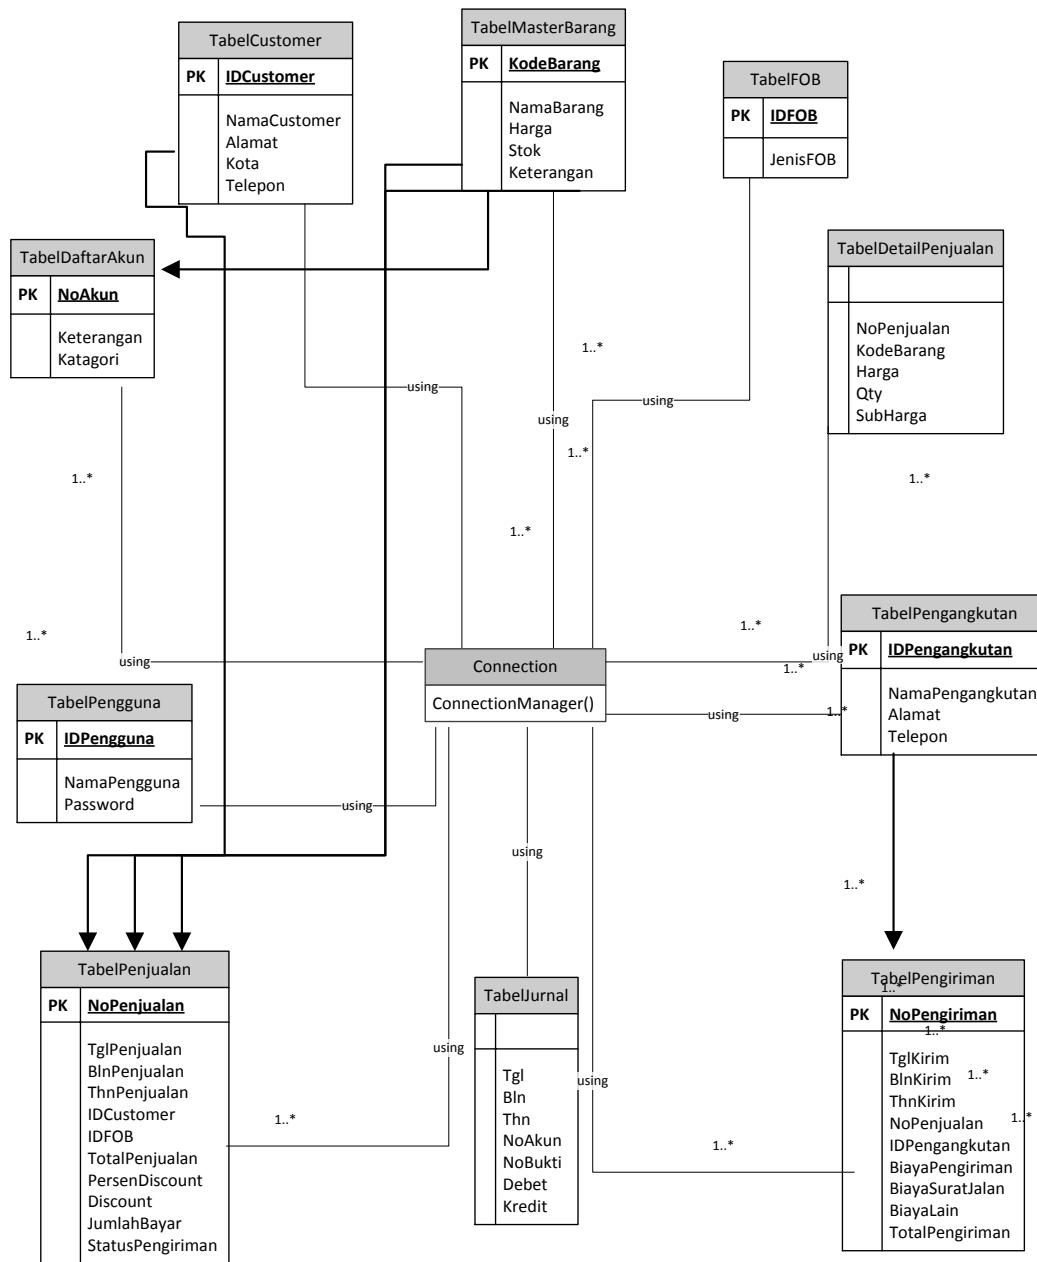 TabelCustomer
PK IDCustomer
NamaCustomer
Alamat
Kota
Telepon
TabelMasterBarang
PK KodeBarang
NamaBarang
Harga
Stok
Keterangan
TabelFOB
PK IDFOB
JenisFOB
TabelDaftarAkun
PK NoAkun
Keterangan
Katagori
TabelDetailPenjualan
NoPenjualan
KodeBarang
Harga
Qty
SubHarga
1..*
using
using
using
1..*
1..*
1..*
1..*
1..*
1..*
using
Connection
ConnectionManager()
using
1..*
using
1..*
TabelPengangkutan
PK IDPengangkutan
NamaPengangkutan
Alamat
Telepon
TabelPengguna
PK IDPengguna
NamaPengguna
Password
using
using
1..*
TabelPenjualan
PK NoPenjualan
TglPenjualan
BlnPenjualan
ThnPenjualan
IDCustomer
IDFOB
TotalPenjualan
PersenDiscount
Discount
JumlahBayar
StatusPengiriman
using
1..*
TabelJurnal
Tgl
Bln
Thn
NoAkun
NoBukti
Debet
Kredit
using
1..*
TabelPengiriman
1..*
PK NoPengiriman
1..*
TglKirim
BlnKirim 1..*
ThnKirim
NoPenjualan 1..*
IDPengangkutan
BiayaPengiriman
BiayaSuratJalan
BiayaLain
TotalPengiriman